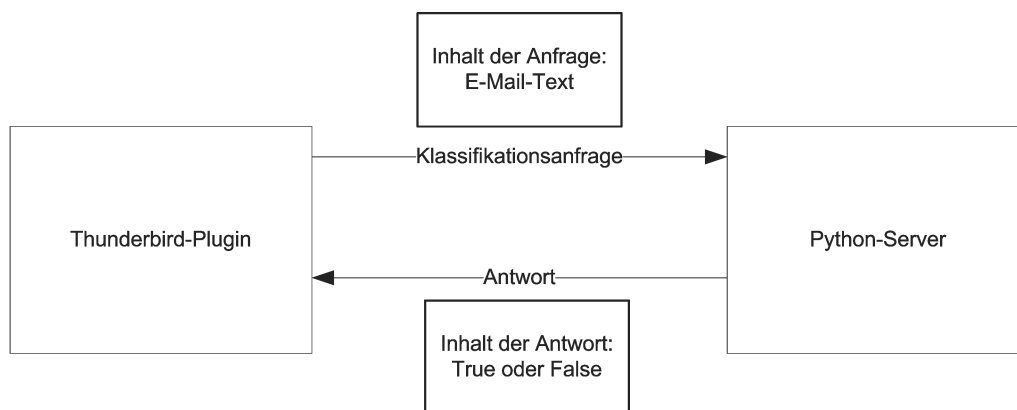 Inhalt der Anfrage:
E-Mail-Text
Klassifikationsanfrage
Thunderbird-Plugin
Python-Server
Antwort
Inhalt der Antwort:
True oder False